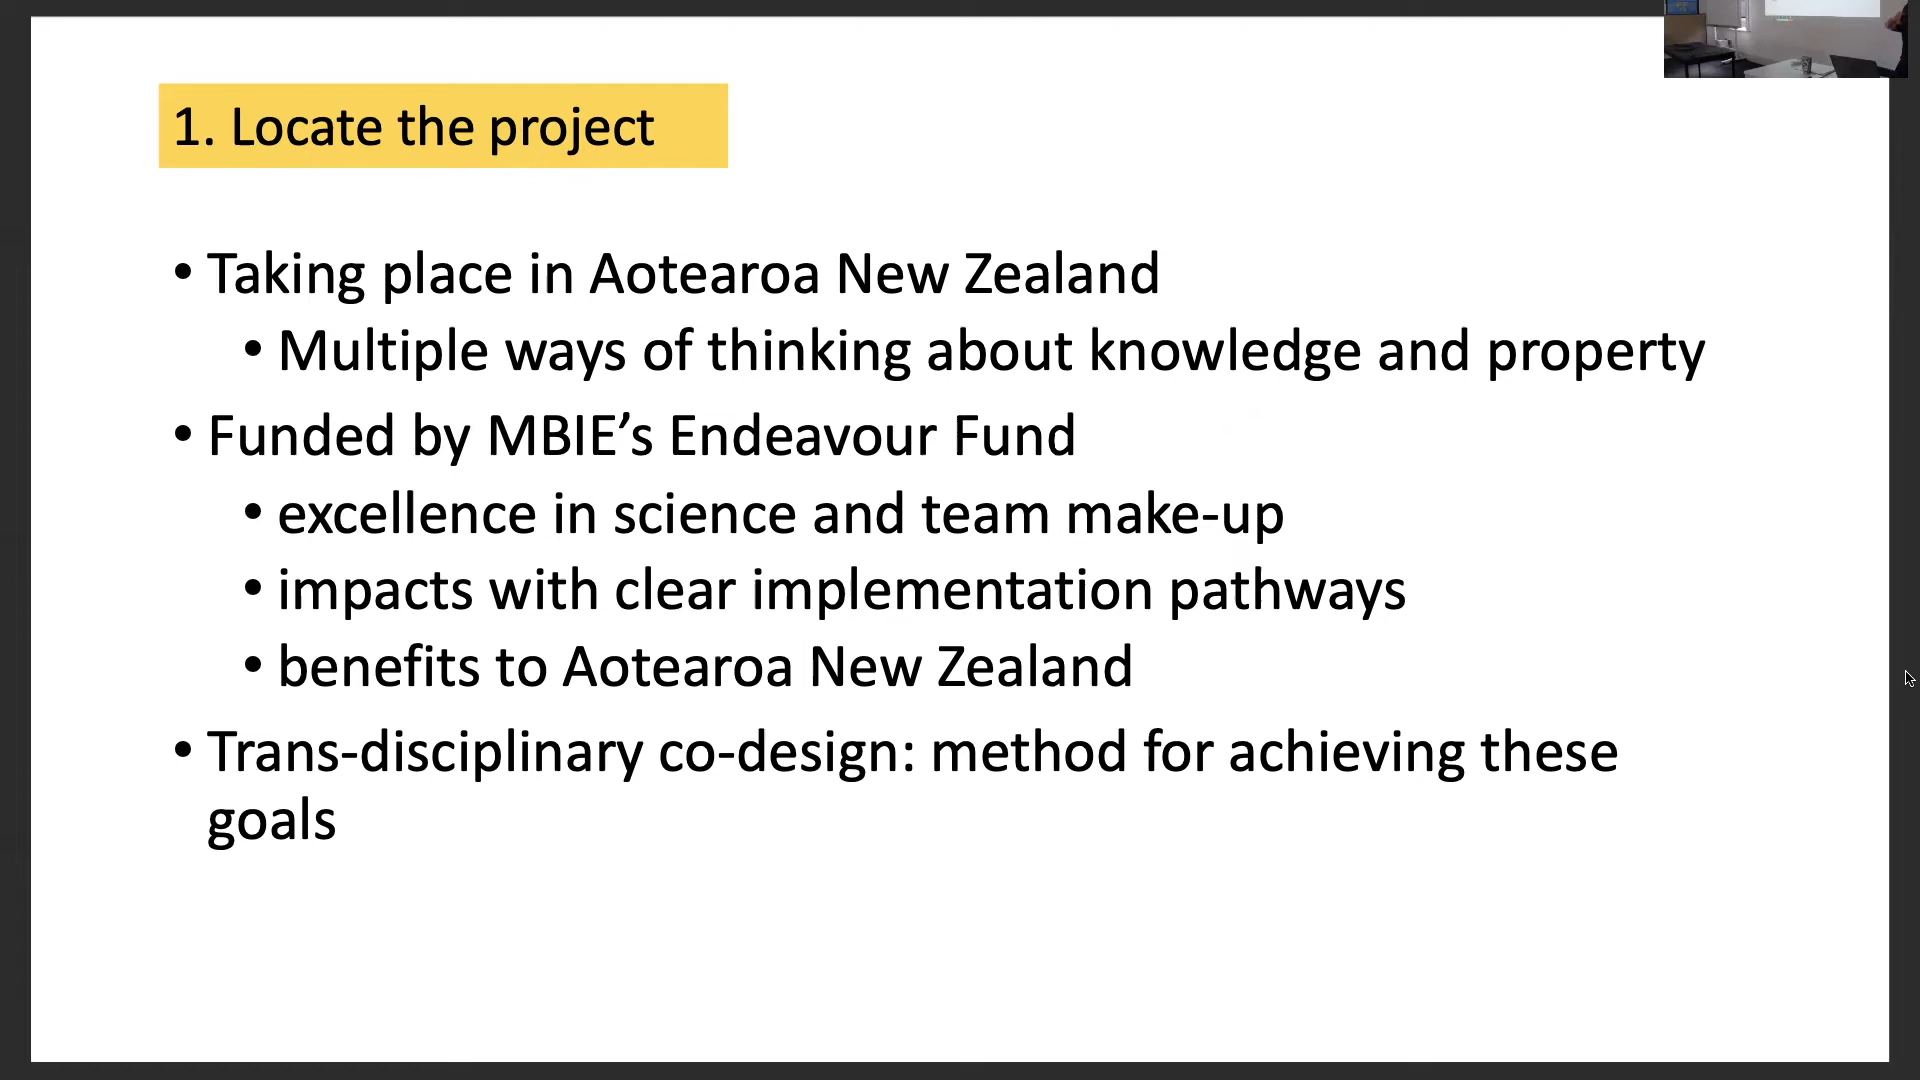 1. Locate the project
• Taking place in Aotearoa New Zealand
• Multiple ways of thinking about knowledge and property
• Funded by MBIE’s Endeavour Fund
• excellence in science and team make-up
• impacts with clear implementation pathways
• benefits to Aotearoa New Zealand
• Trans-disciplinary co-design: method for achieving these
goals